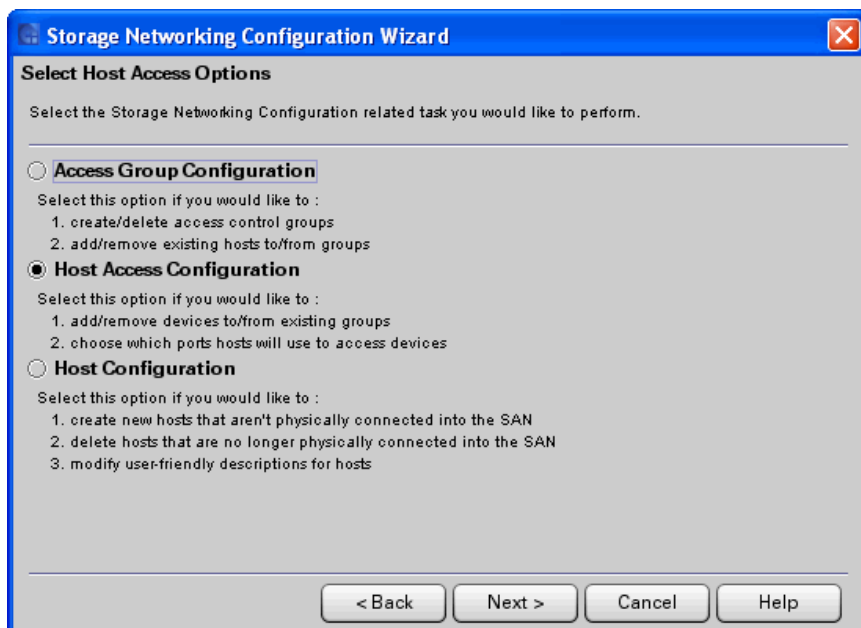 Storage Networking Configuration Wizard
Select Host Access Options
Select the Storage Networking Configuration related task you would like to perform.
Access Group Configuration
Select this option if you would like to :
1. create/delete access control groups
2. add/remove existing hosts to/from groups
Host Access Configuration
Select this option if you would like to :
1. add/remove devices to/from existing groups
2. choose which ports hosts will use to access devices
Host Configuration
Select this option if you would like to :
1. create new hosts that aren't physically connected into the SAN
2. delete hosts that are no longer physically connected into the SAN
3. modify user-friendly descriptions for hosts
< Back Next > Cancel Help